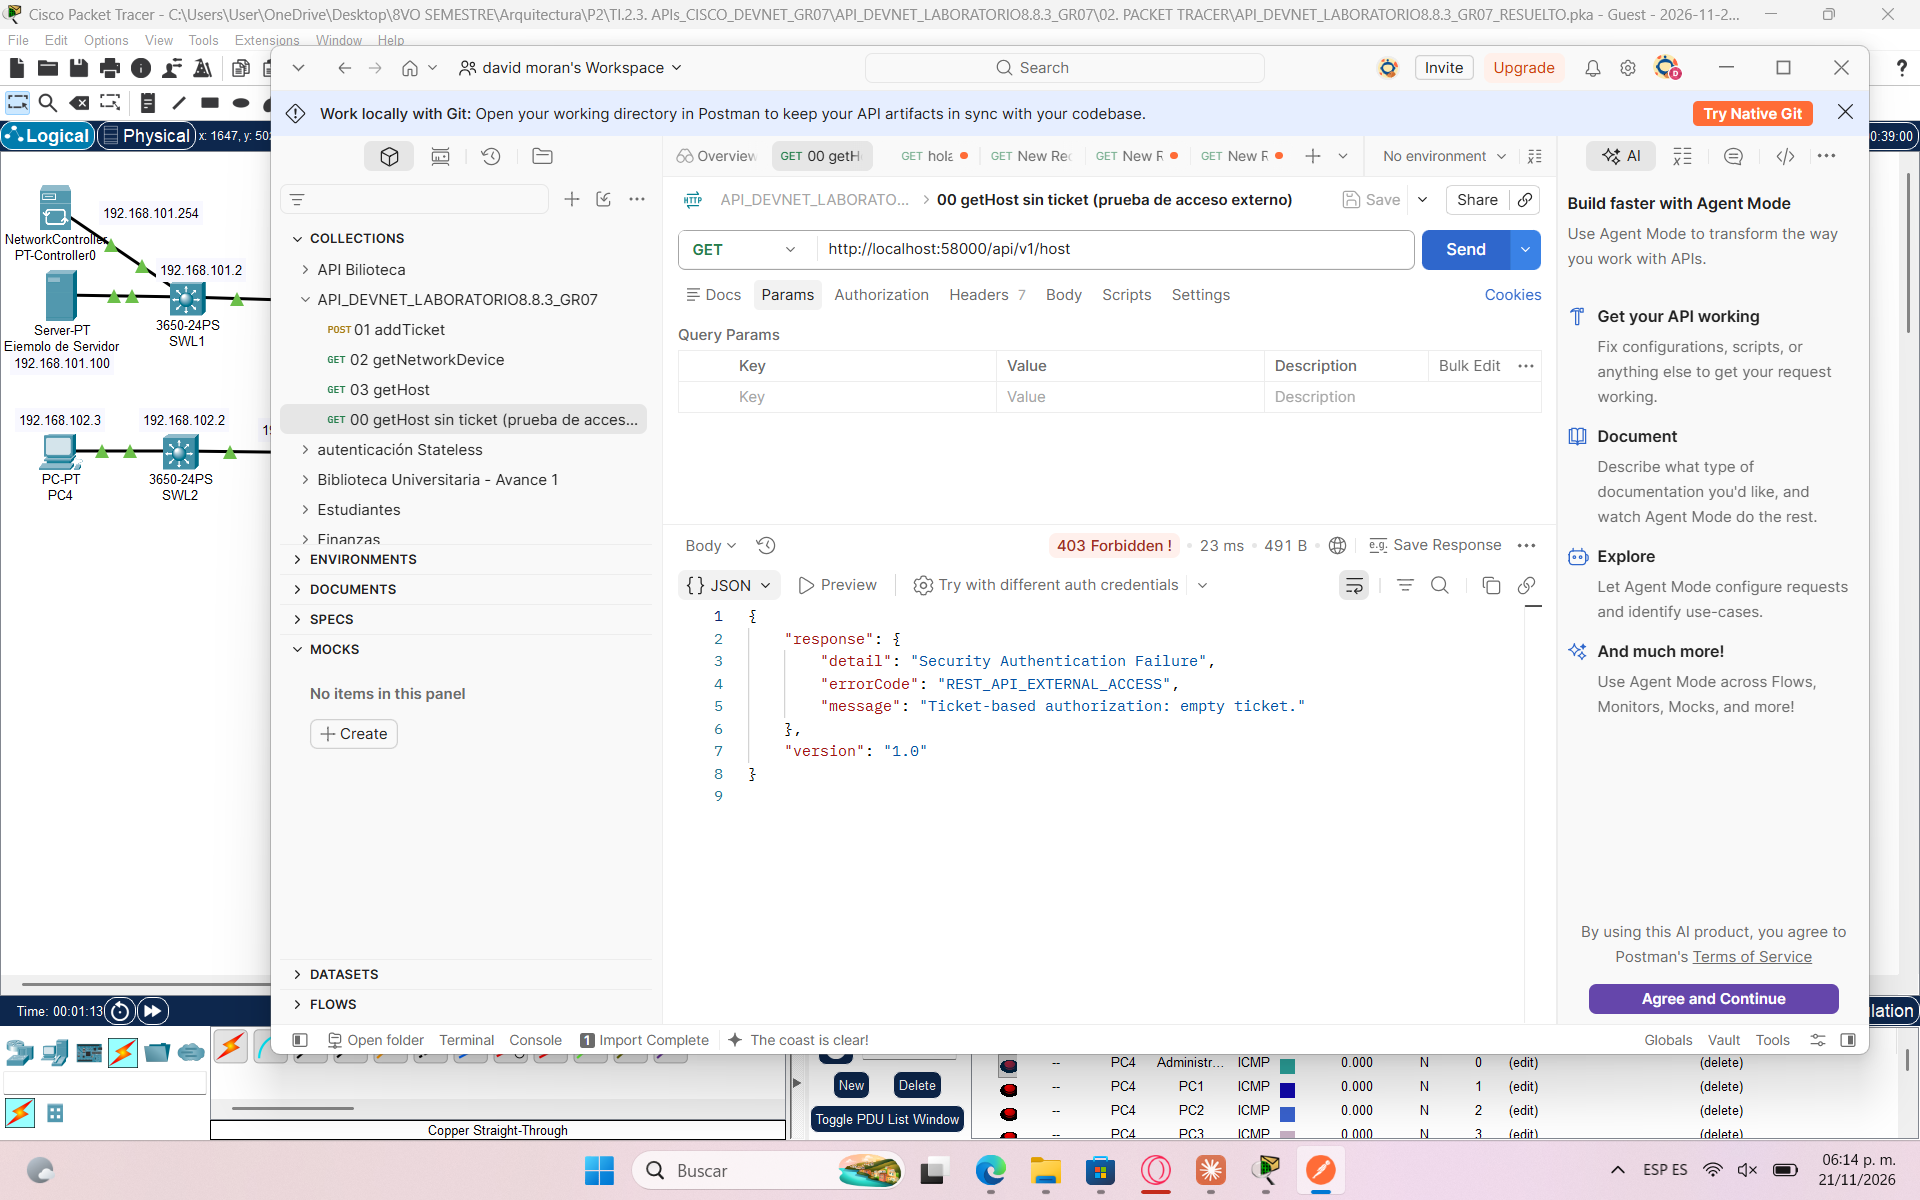 Cisco Packet Tracer - C:\Users\User\OneDrive\Desktop\8VO SEMESTRE\Arquitectura\P2\TI.2.3. APIs_CISCO_DEVNET_GR07\API_DEVNET_LABORATORIO8.8.3_GR07\02. PACKET TRACER\API_DEVNET_LABORATORIO8.8.3_GR07_RESUELTO.pka - Guest - 2026-11-2...
File Edit Options View Tools Extensions Window Help
david moran's Workspace
Search
Invite
Upgrade
Work locally with Git: Open your working directory in Postman to keep your API artifacts in sync with your codebase.
Try Native Git
Logical
Physical
x: 1647, y: 502
0:39:00
Overview
GET 00 getH
GET hola
GET New Re
GET New R
GET New R
No environment
AI
API_DEVNET_LABORATO... > 00 getHost sin ticket (prueba de acceso externo)
Save
Share
GET
http://localhost:58000/api/v1/host
Send
Docs
Params
Authorization
Headers 7
Body
Scripts
Settings
Cookies
Query Params
Key Value Description Bulk Edit
Key Value Description
COLLECTIONS
API Bilioteca
API_DEVNET_LABORATORIO8.8.3_GR07
POST 01 addTicket
GET 02 getNetworkDevice
GET 03 getHost
GET 00 getHost sin ticket (prueba de acces...
autenticación Stateless
Biblioteca Universitaria - Avance 1
Estudiantes
Finanzas
ENVIRONMENTS
DOCUMENTS
SPECS
MOCKS
No items in this panel
Create
DATASETS
FLOWS
192.168.101.254
NetworkController
PT-Controller0
192.168.101.2
3650-24PS
SWL1
Server-PT
Ejemplo de Servidor
192.168.101.100
192.168.102.3
192.168.102.2
PC-PT
PC4
3650-24PS
SWL2
Body
403 Forbidden !
23 ms
491 B
e.g. Save Response
{} JSON
Preview
Try with different auth credentials
1 {
2 "response": {
3 "detail": "Security Authentication Failure",
4 "errorCode": "REST_API_EXTERNAL_ACCESS",
5 "message": "Ticket-based authorization: empty ticket."
6 },
7 "version": "1.0"
8 }
9
Build faster with Agent Mode
Use Agent Mode to transform the way
you work with APIs.
Get your API working
Fix configurations, scripts, or
anything else to get your request
working.
Document
Describe what type of
documentation you'd like, and
watch Agent Mode do the rest.
Explore
Let Agent Mode configure requests
and identify use-cases.
And much more!
Use Agent Mode across Flows,
Monitors, Mocks, and more!
By using this AI product, you agree to
Postman's Terms of Service
Agree and Continue
Time: 00:01:13
lation
Open folder
Terminal
Console
1 Import Complete
The coast is clear!
Globals
Vault
Tools
New
Delete
Toggle PDU List Window
Copper Straight-Through
-- PC4 Administr... ICMP 0.000 N 0 (edit) (delete)
-- PC4 PC1 ICMP 0.000 N 1 (edit) (delete)
-- PC4 PC2 ICMP 0.000 N 2 (edit) (delete)
-- PC4 PC3 ICMP 0.000 N 3 (edit) (delete)
Buscar
ESP ES
06:14 p. m.
21/11/2026